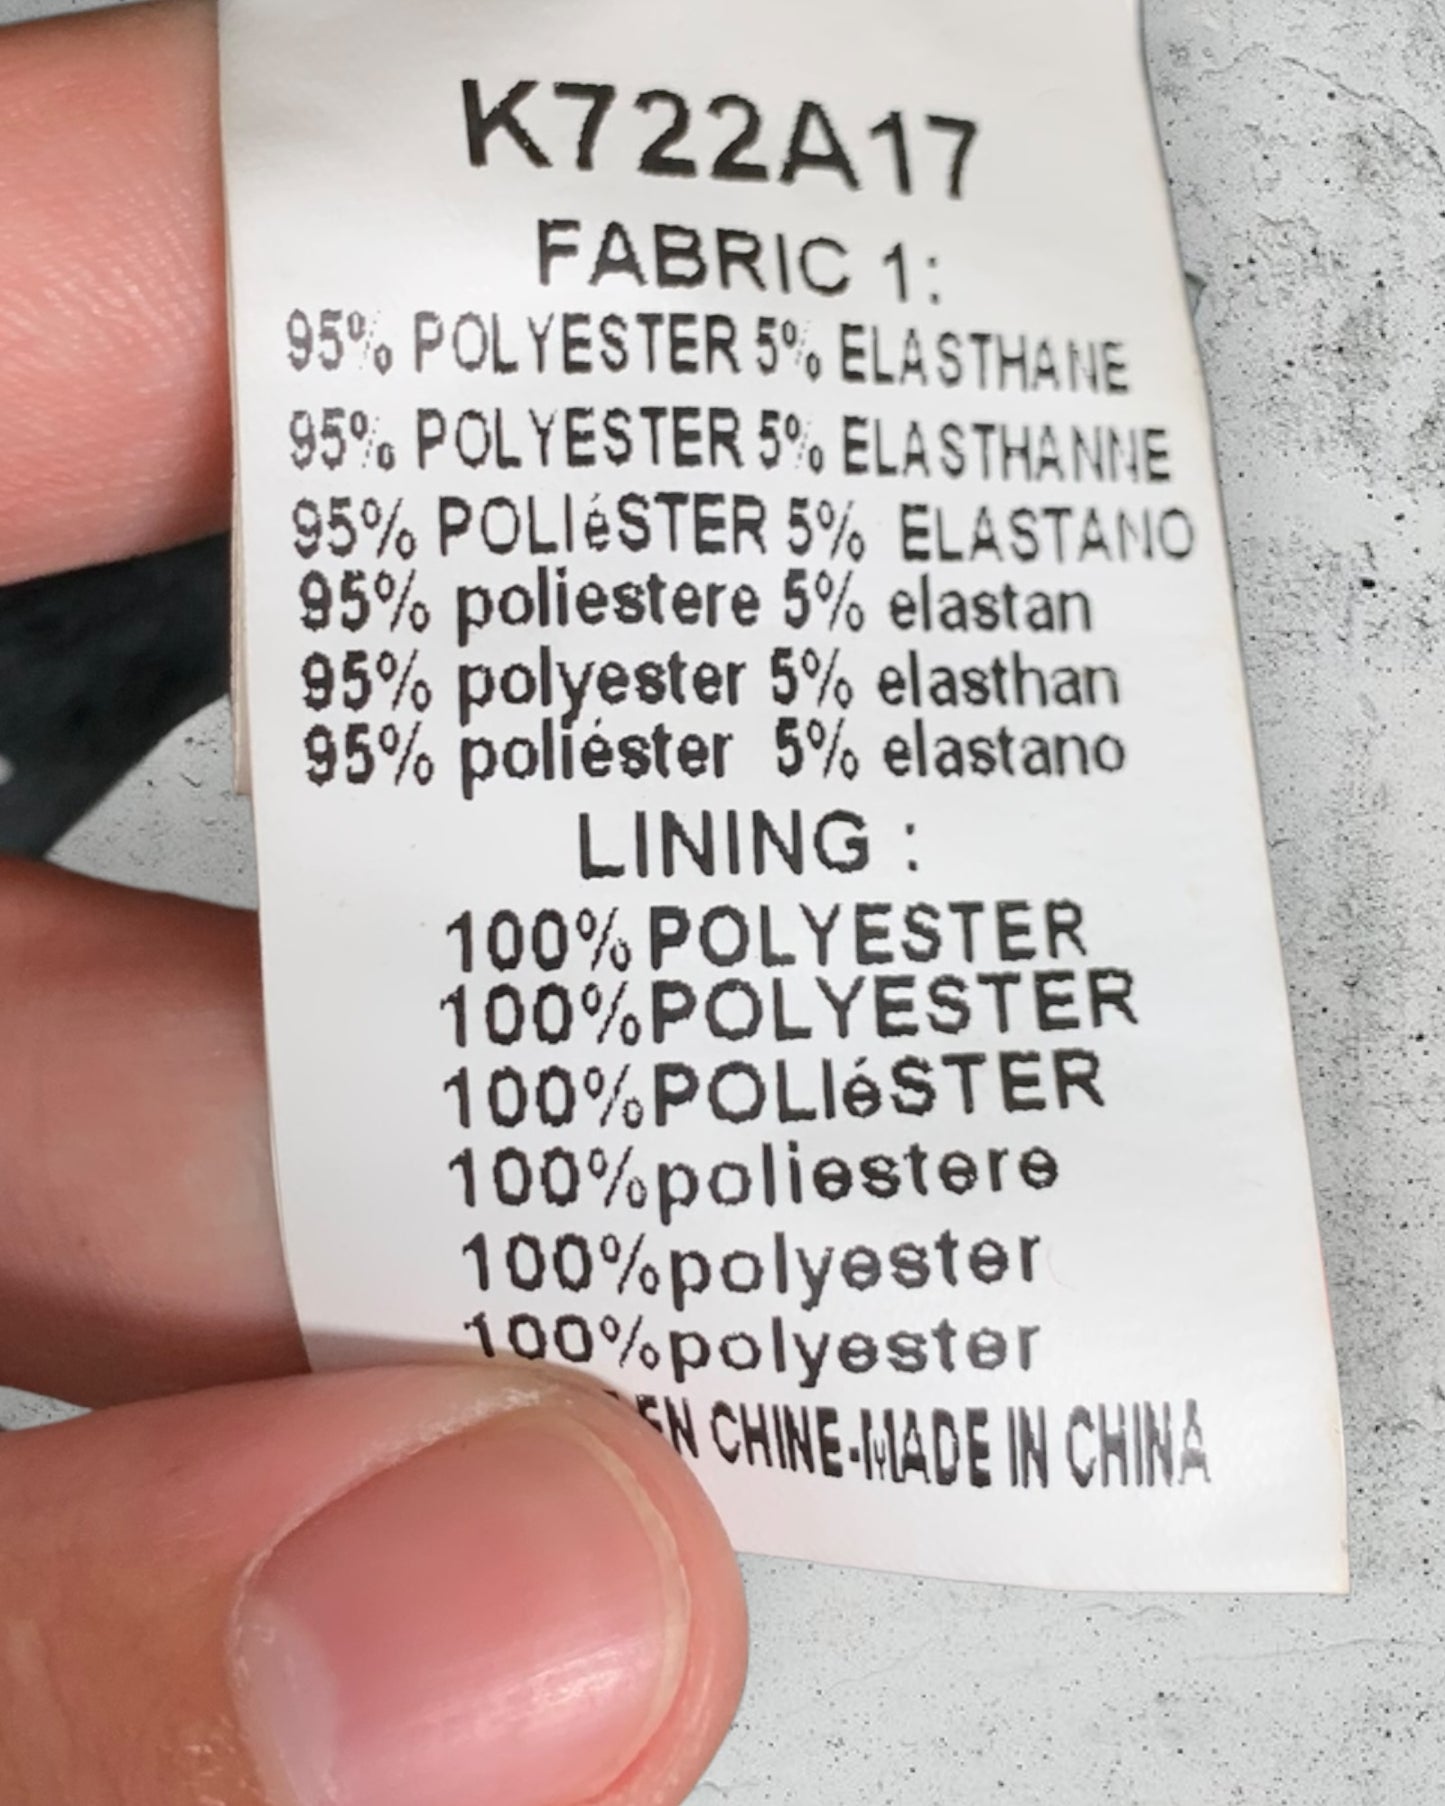 K722A17
FABRIC 1:
95% POLYESTER 5% ELASTHANE
95% POLYESTER 5% ELASTHANNE
95% POLIéSTER 5% ELASTANO
95% poliestere 5% elastan
95% polyester 5% elasthan
95% poliéster 5% elastano
LINING :
100%POLYESTER
100%POLYESTER
100%POLIéSTER
100%poliestere
100%polyester
100%polyester
EN CHINE-MADE IN CHINA